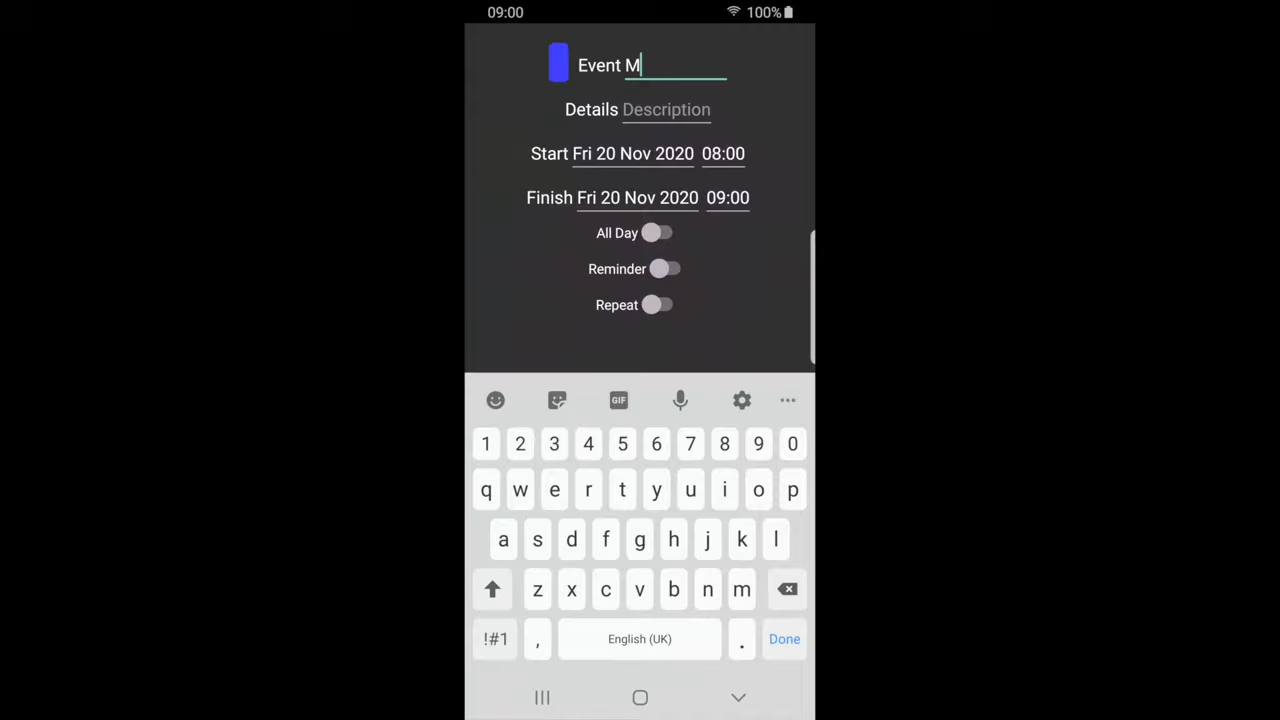 09:00 100%
Event M
Details Description
Start Fri 20 Nov 2020 08:00
Finish Fri 20 Nov 2020 09:00
All Day
Reminder
Repeat
GIF
1 2 3 4 5 6 7 8 9 0
q w e r t y u i o p
a s d f g h j k l
z x c v b n m
!#1 , English (UK) . Done